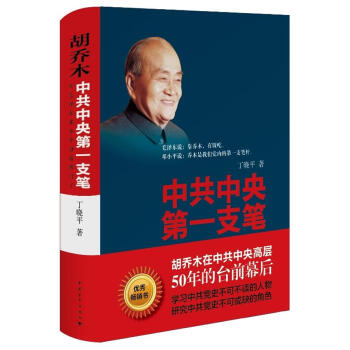 胡乔木
中共中央第一支笔
丁晓平 著
毛泽东说：靠乔木，有饭吃。
邓小平说：乔木是我们党内的第一支笔杆。
丁晓平 著
中共中央
第一支笔
胡乔木在中共中央高层
50年的台前幕后
优秀
畅销书
学习中共党史不可不读的人物
研究中共党史不可或缺的角色